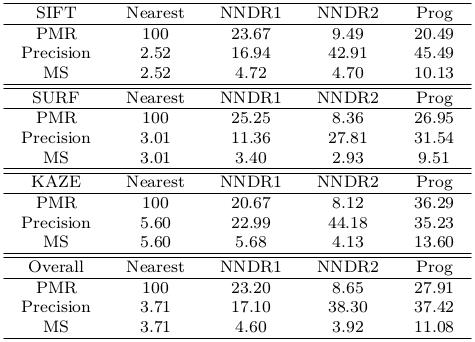 SIFT Nearest NNDR1 NNDR2 Prog
PMR 100 23.67 9.49 20.49
Precision 2.52 16.94 42.91 45.49
MS 2.52 4.72 4.70 10.13
SURF Nearest NNDR1 NNDR2 Prog
PMR 100 25.25 8.36 26.95
Precision 3.01 11.36 27.81 31.54
MS 3.01 3.40 2.93 9.51
KAZE Nearest NNDR1 NNDR2 Prog
PMR 100 20.67 8.12 36.29
Precision 5.60 22.99 44.18 35.23
MS 5.60 5.68 4.13 13.60
Overall Nearest NNDR1 NNDR2 Prog
PMR 100 23.20 8.65 27.91
Precision 3.71 17.10 38.30 37.42
MS 3.71 4.60 3.92 11.08